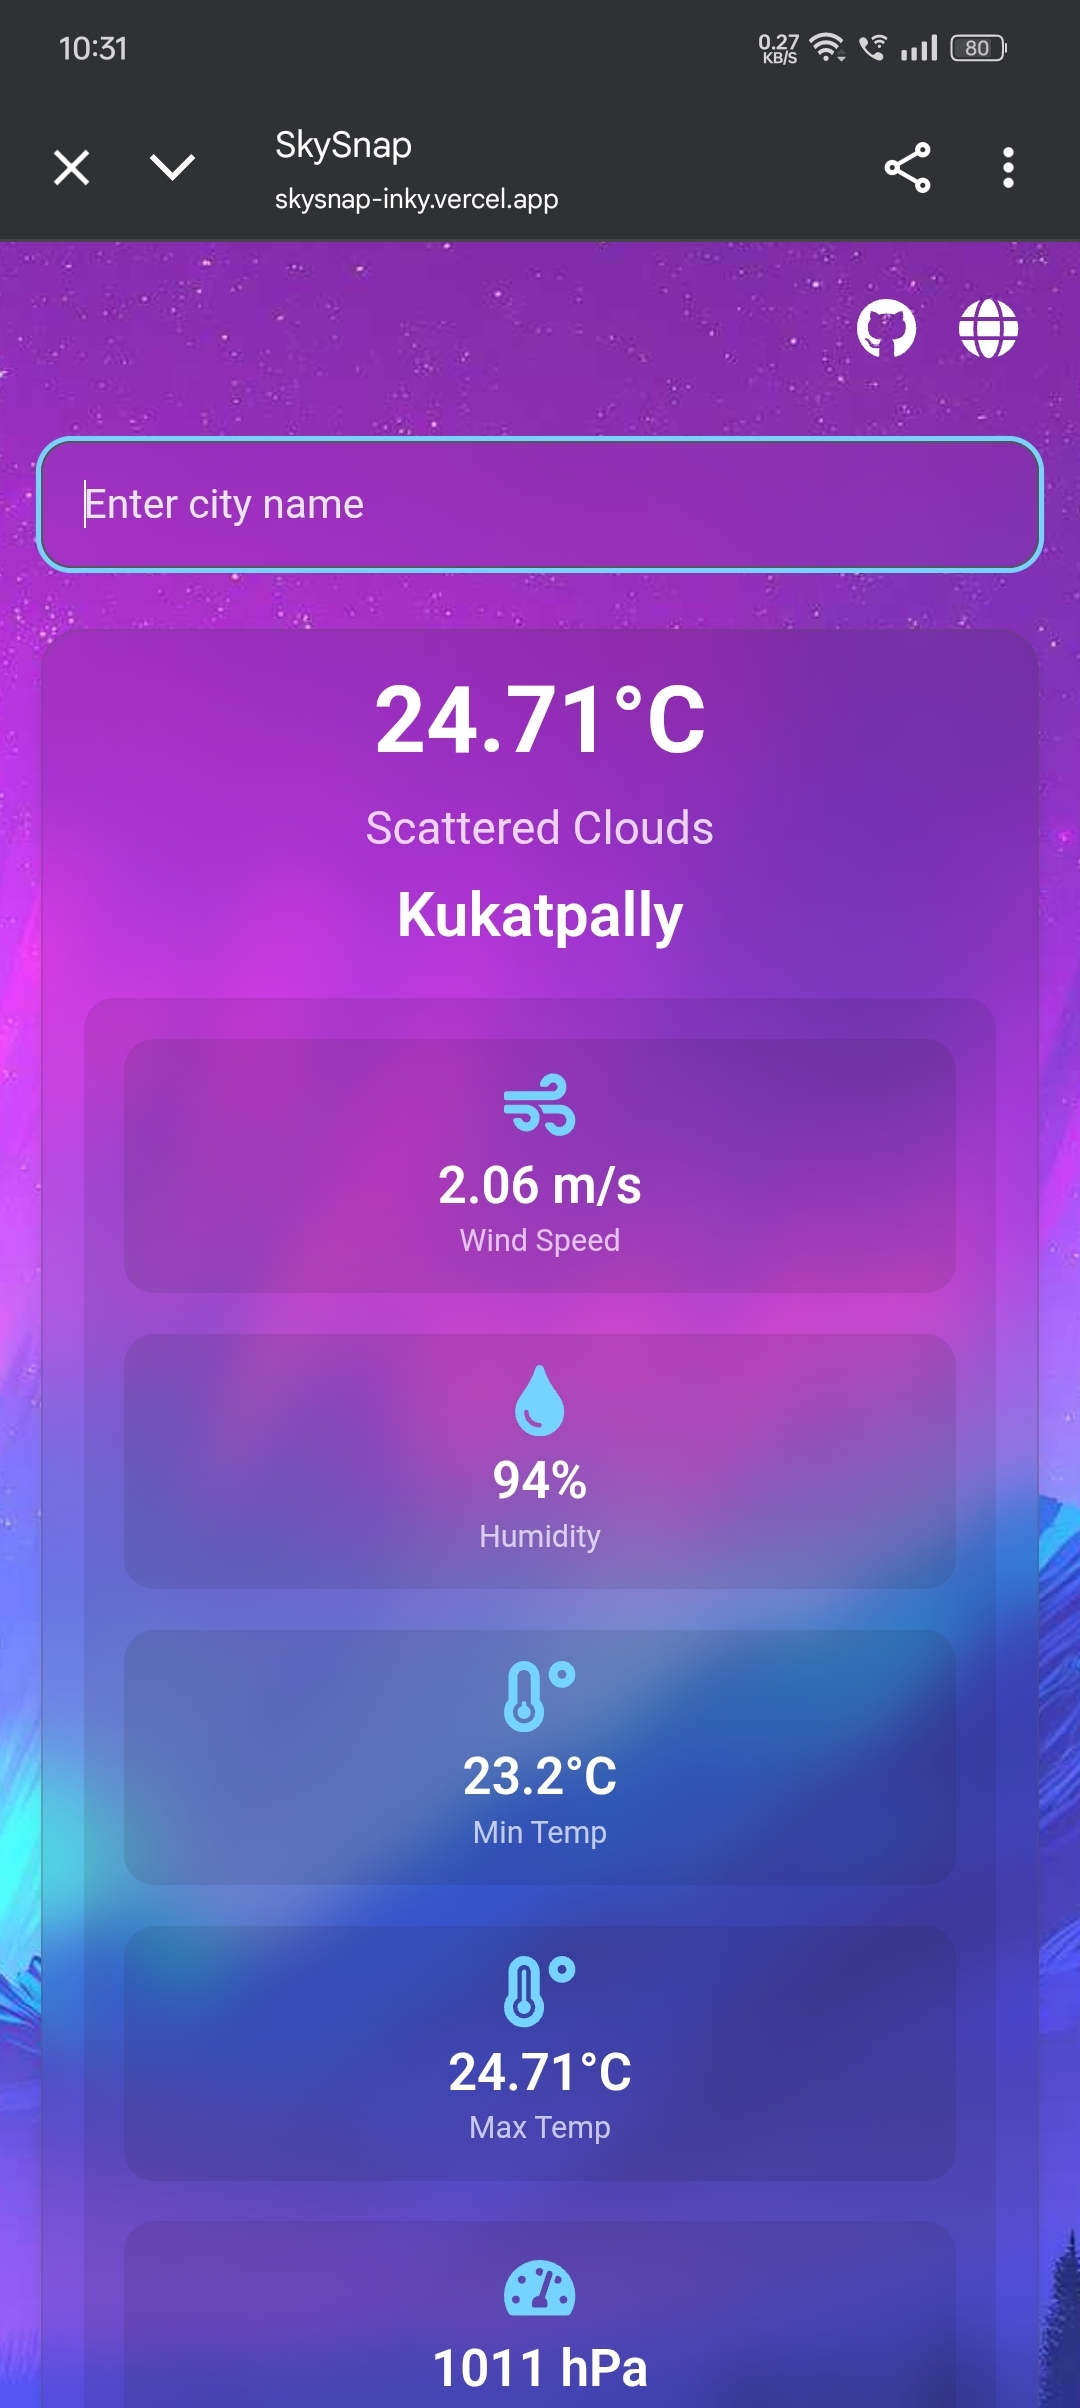 10:31
0.27
KB/S
80
SkySnap
skysnap-inky.vercel.app
Enter city name
24.71°C
Scattered Clouds
Kukatpally
2.06 m/s
Wind Speed
94%
Humidity
23.2°C
Min Temp
24.71°C
Max Temp
1011 hPa